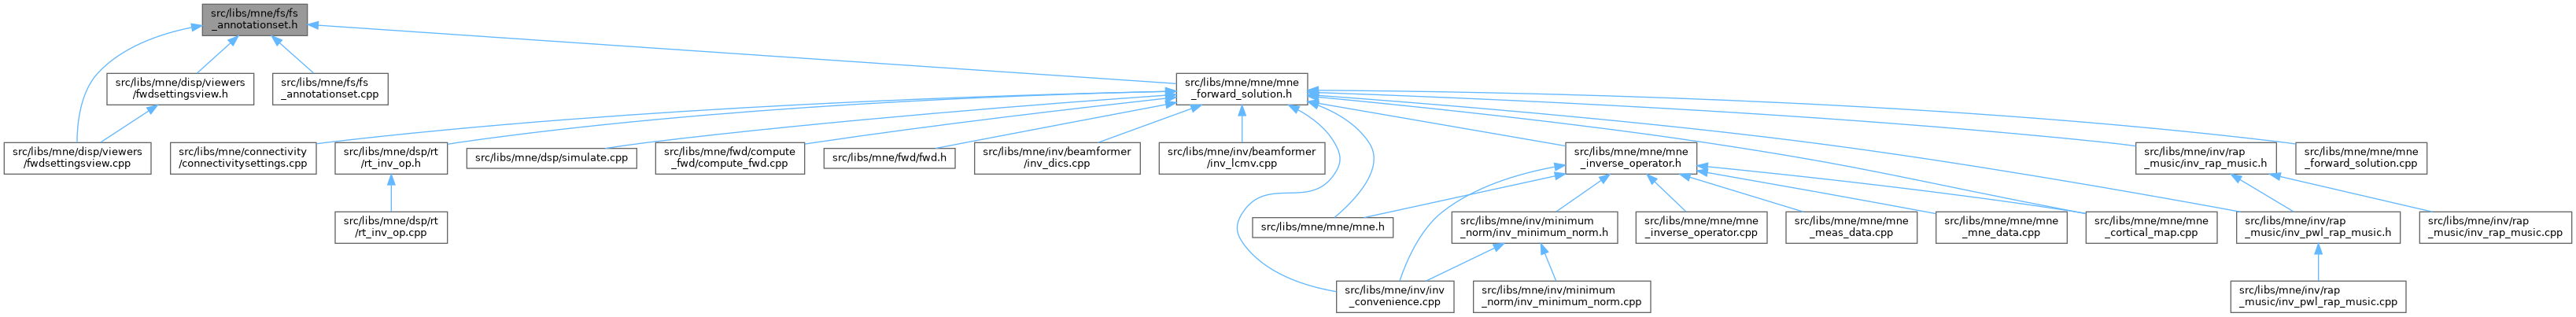 src/libs/mne/fs/fs
_annotationset.h
src/libs/mne/disp/viewers
/fwdsettingsview.h
src/libs/mne/fs/fs
_annotationset.cpp
src/libs/mne/mne/mne
_forward_solution.h
src/libs/mne/disp/viewers
/fwdsettingsview.cpp
src/libs/mne/connectivity
/connectivitysettings.cpp
src/libs/mne/dsp/rt
/rt_inv_op.h
src/libs/mne/dsp/simulate.cpp
src/libs/mne/fwd/compute
_fwd/compute_fwd.cpp
src/libs/mne/fwd/fwd.h
src/libs/mne/inv/beamformer
/inv_dics.cpp
src/libs/mne/inv/beamformer
/inv_lcmv.cpp
src/libs/mne/mne/mne
_inverse_operator.h
src/libs/mne/inv/rap
_music/inv_rap_music.h
src/libs/mne/mne/mne
_forward_solution.cpp
src/libs/mne/dsp/rt
/rt_inv_op.cpp
src/libs/mne/mne/mne.h
src/libs/mne/inv/minimum
_norm/inv_minimum_norm.h
src/libs/mne/mne/mne
_inverse_operator.cpp
src/libs/mne/mne/mne
_meas_data.cpp
src/libs/mne/mne/mne
_mne_data.cpp
src/libs/mne/mne/mne
_cortical_map.cpp
src/libs/mne/inv/rap
_music/inv_pwl_rap_music.h
src/libs/mne/inv/rap
_music/inv_rap_music.cpp
src/libs/mne/inv/inv
_convenience.cpp
src/libs/mne/inv/minimum
_norm/inv_minimum_norm.cpp
src/libs/mne/inv/rap
_music/inv_pwl_rap_music.cpp